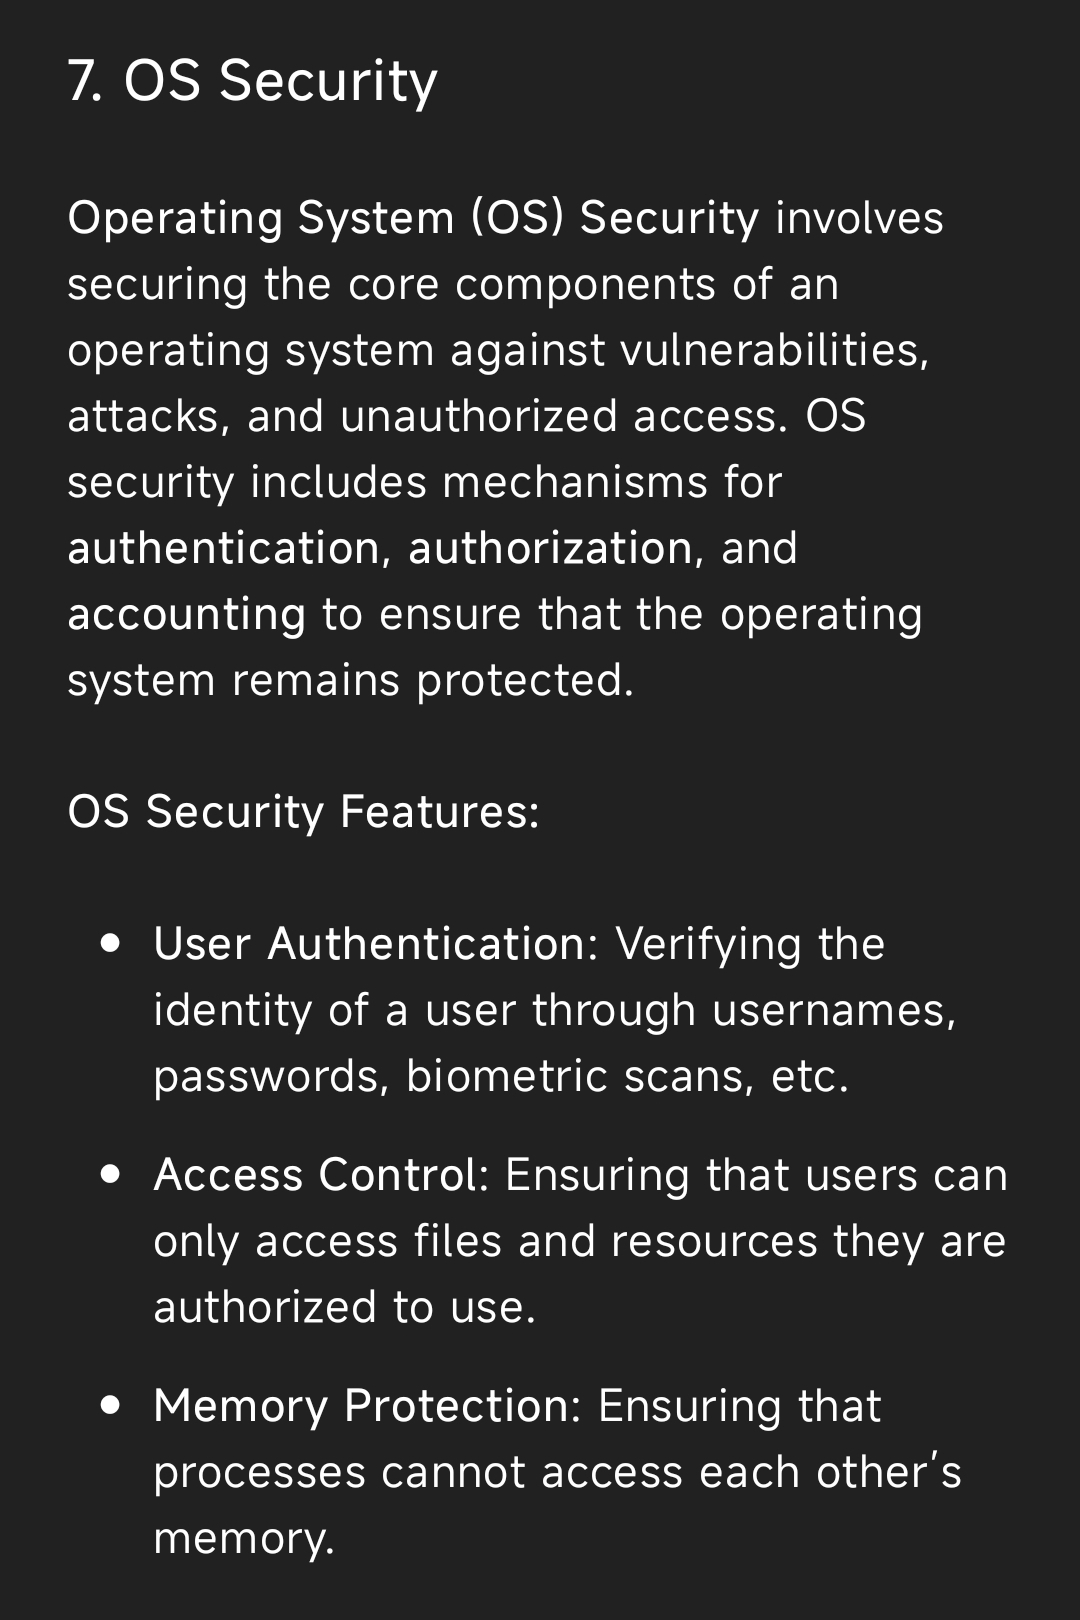 7. OS Security
Operating System (OS) Security involves
securing the core components of an
operating system against vulnerabilities,
attacks, and unauthorized access. OS
security includes mechanisms for
authentication, authorization, and
accounting to ensure that the operating
system remains protected.
OS Security Features:
• User Authentication: Verifying the
identity of a user through usernames,
passwords, biometric scans, etc.
• Access Control: Ensuring that users can
only access files and resources they are
authorized to use.
• Memory Protection: Ensuring that
processes cannot access each other's
memory.